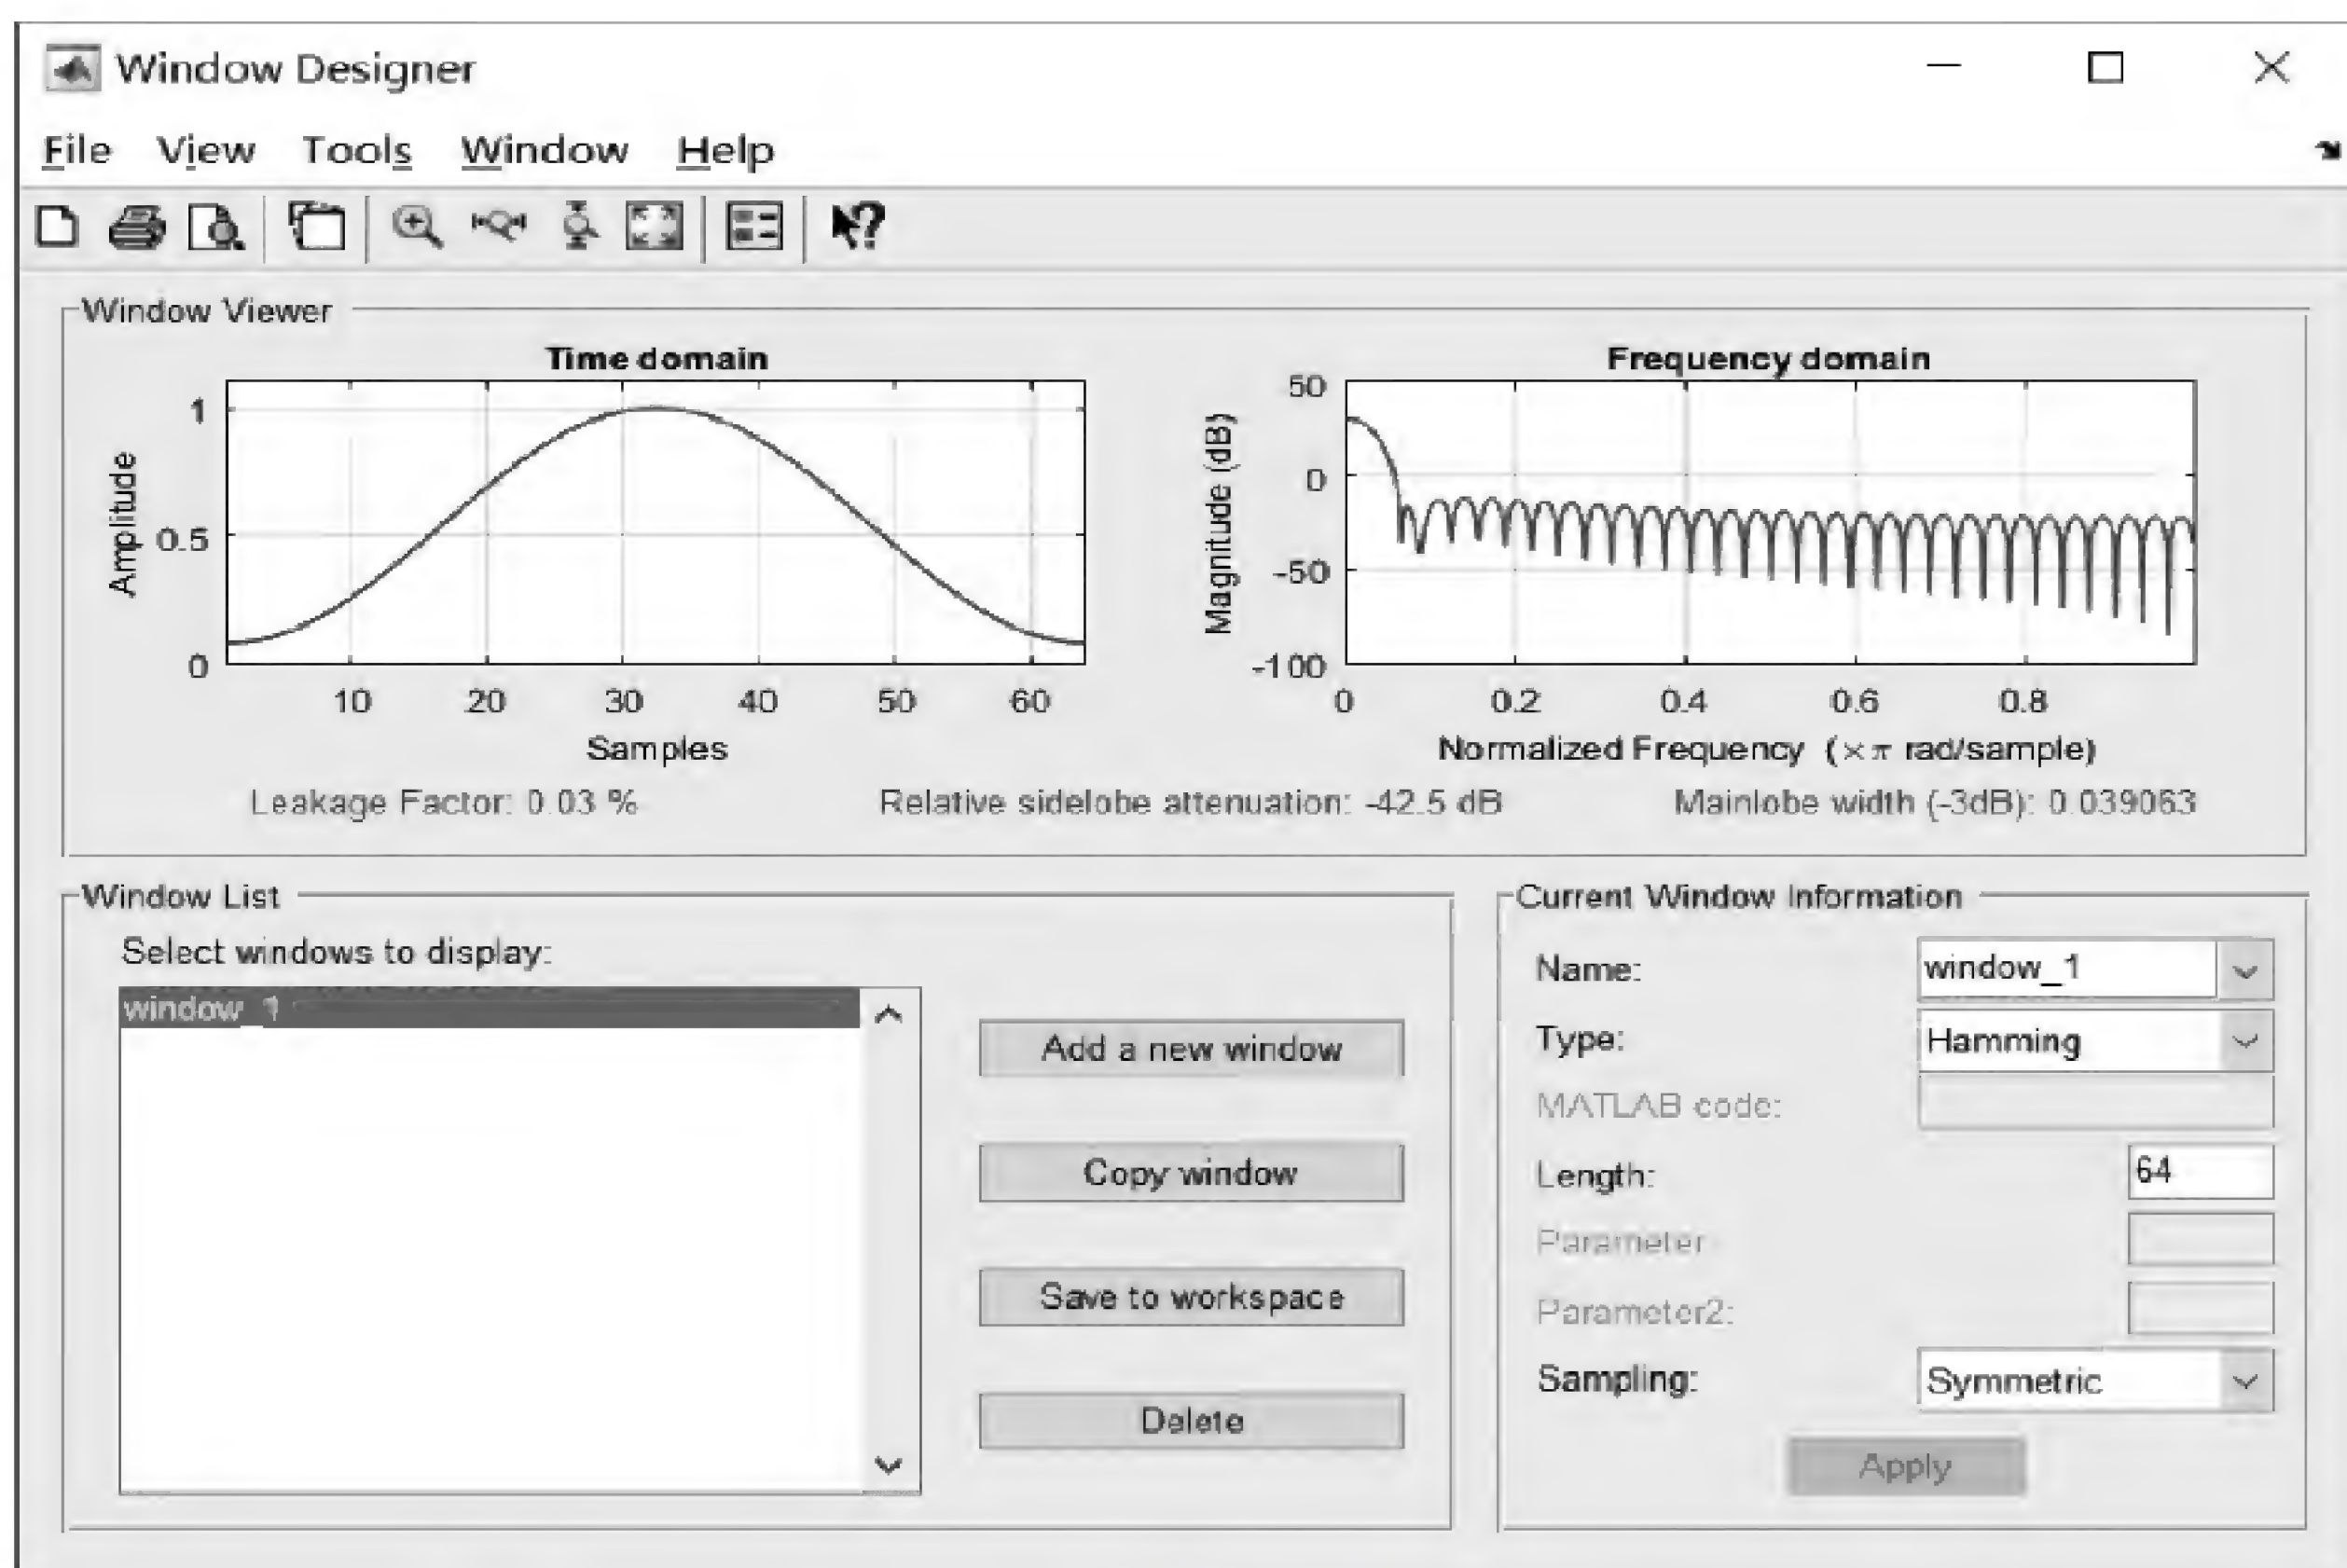 Window Designer
File View Tools Window Help
Window Viewer
Time domain
1
0.5
0
Amplitude
10 20 30 40 50 60
Samples
Frequency domain
50
0
-50
-100
Magnitude (dB)
0 0.2 0.4 0.6 0.8
Normalized Frequency (×π rad/sample)
Leakage Factor: 0.03 % Relative sidelobe attenuation: -42.5 dB Mainlobe width (-3dB): 0.039063
Window List
Select windows to display:
window_1
Add a new window
Copy window
Save to workspace
Delete
Current Window Information
Name: window_1
Type: Hamming
MATLAB code:
Length: 64
Parameter
Parameter2:
Sampling: Symmetric
Apply